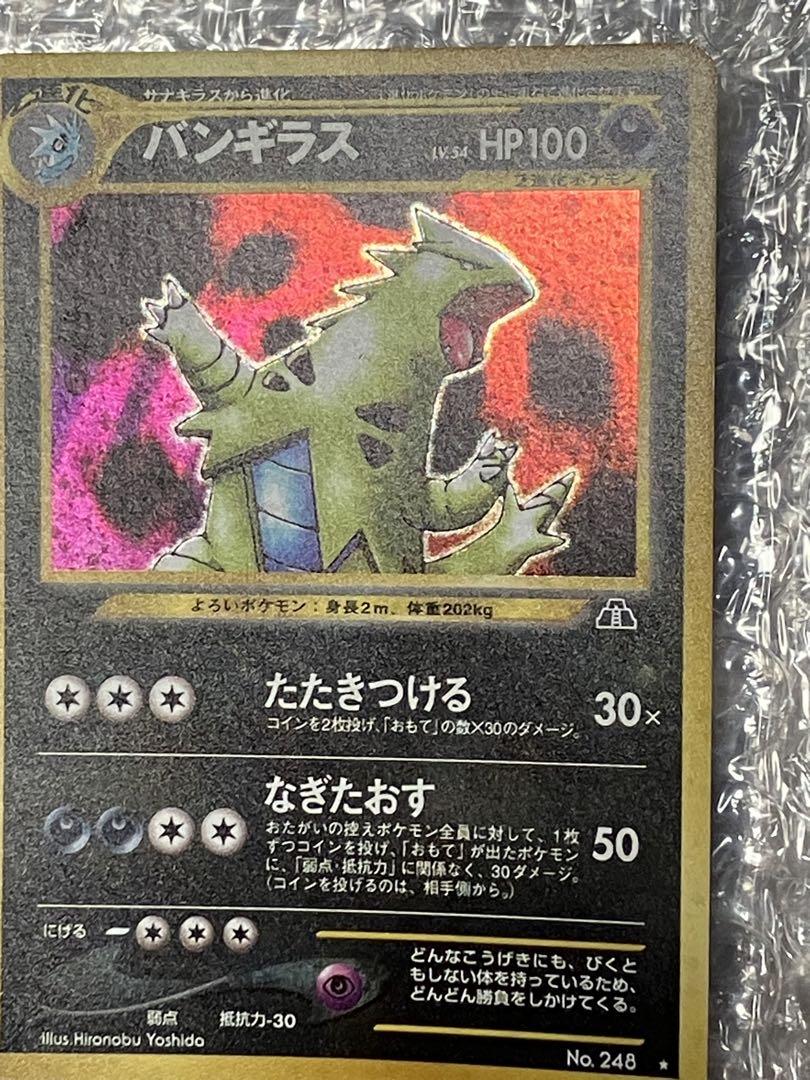 サナギラスから進化
バンギラス LV.54 HP100
2進化ポケモン
よろいポケモン：身長2m、体重202kg
たたきつける 30×
コインを2枚投げ、「おもて」の数×30のダメージ。
なぎたおす 50
おたがいの控えポケモン全員に対して、1枚
ずつコインを投げ、「おもて」が出たポケモン
に、「弱点・抵抗力」に関係なく、30ダメージ。
（コインを投げるのは、相手側から。）
にげる
どんなこうげきにも、びくと
もしない体を持っているため、
どんどん勝負をしかけてくる。
弱点 抵抗力-30
illus.Hironobu Yoshida
No. 248 ★